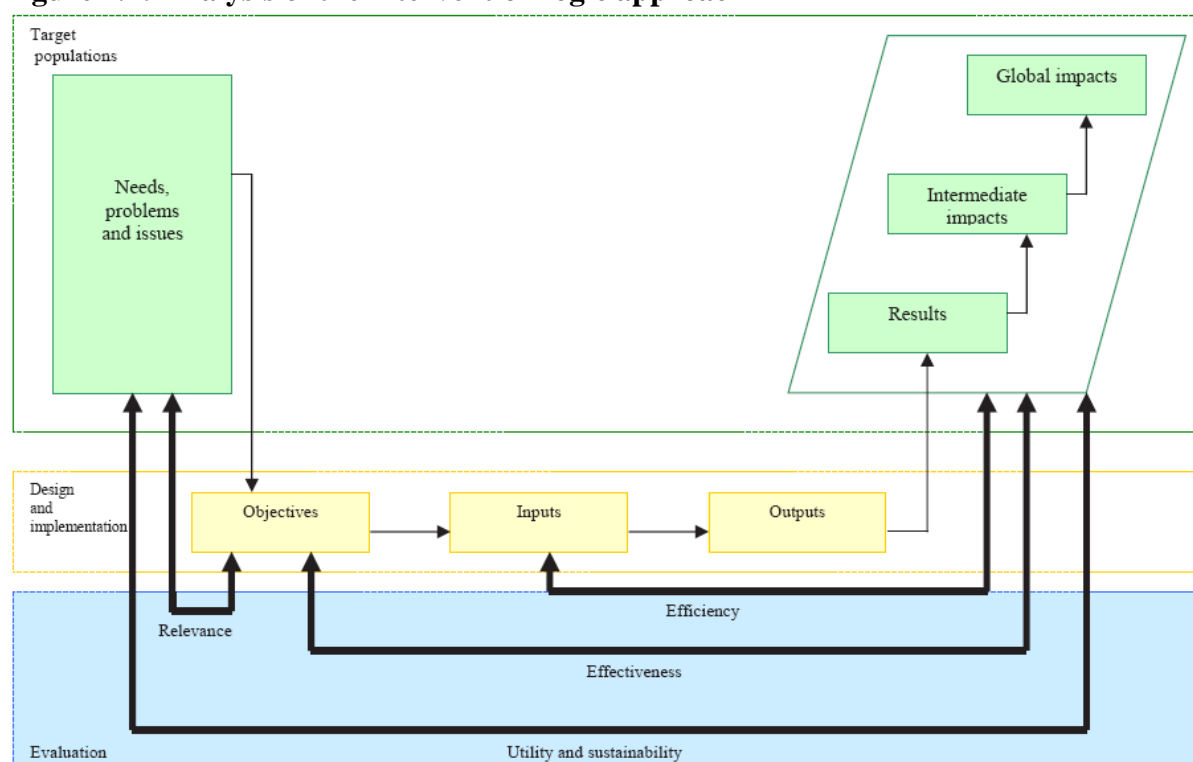 Target
populations
Global impacts
Needs,
problems
and issues
Intermediate
impacts
Results
Design
and
implementation
Objectives
Inputs
Outputs
Efficiency
Relevance
Effectiveness
Evaluation
Utility and sustainability